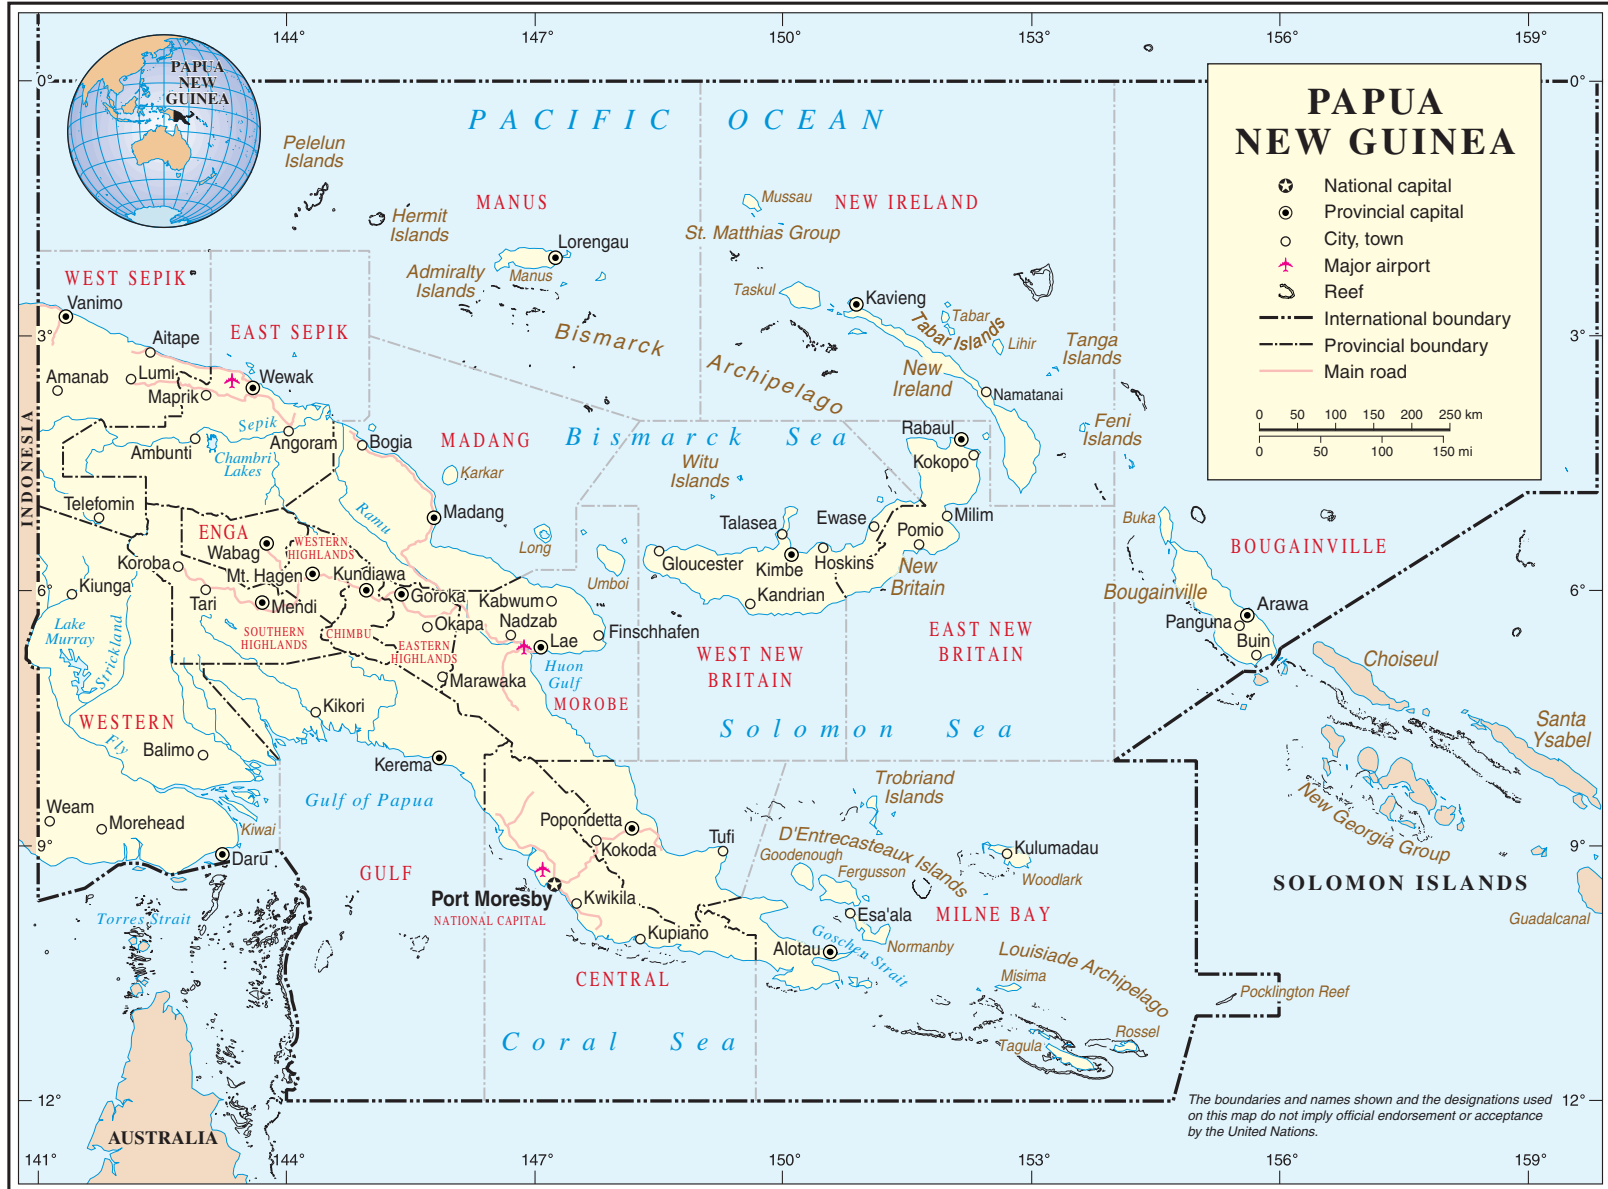 144°
147°
150°
153°
156°
159°
0°
0°
PAPUA
NEW
GUINEA
PACIFIC OCEAN
PAPUA
NEW GUINEA
National capital
Provincial capital
City, town
Major airport
Reef
International boundary
Provincial boundary
Main road
0 50 100 150 200 250 km
0 50 100 150 mi
Pelelun
Islands
Hermit
Islands
MANUS
Mussau
NEW IRELAND
St. Matthias Group
Lorengau
Manus
Admiralty
Islands
WEST SEPIK
Vanimo
EAST SEPIK
Taskul
Kavieng
Tabar
Tabar Islands
Lihir
Tanga
Islands
3°
3°
Aitape
Bismarck
Archipelago
New
Ireland
Amanab
Lumi
Maprik
Wewak
Namatanai
Feni
Islands
Sepik
Angoram
Bogia
MADANG
Bismarck Sea
Rabaul
Kokopo
Ambunti
Chambri
Lakes
Karkar
Witu
Islands
INDONESIA
Telefomin
Ramu
Madang
Talasea
Ewase
Milim
Pomio
Buka
BOUGAINVILLE
ENGA
Wabag
WESTERN
HIGHLANDS
Long
Umboi
Gloucester
Kimbe
Hoskins
New
Britain
Koroba
Mt. Hagen
Kundiawa
Kiunga
6°
6°
Tari
Mendi
Goroka
Kabwum
Nadzab
Kandrian
Bougainville
Arawa
Panguna
Buin
Lake
Murray
Strickland
SOUTHERN
HIGHLANDS
CHIMBU
Okapa
EASTERN
HIGHLANDS
Lae
Finschhafen
Huon
Gulf
WEST NEW
BRITAIN
EAST NEW
BRITAIN
Choiseul
Marawaka
MOROBE
WESTERN
Kikori
Fly
Balimo
Kerema
Solomon Sea
Santa
Ysabel
Gulf of Papua
Trobriand
Islands
New Georgia Group
Weam
Morehead
Kiwai
Popondetta
Kokoda
Tufi
D'Entrecasteaux Islands
Goodenough
Fergusson
Kulumadau
Woodlark
9°
9°
Daru
GULF
Port Moresby
NATIONAL CAPITAL
Kwikila
Kupiano
Esa'ala
MILNE BAY
SOLOMON ISLANDS
Guadalcanal
Torres Strait
Alotau
Normanby
Goschen Strait
Louisiade Archipelago
CENTRAL
Misima
Pocklington Reef
Coral Sea
Tagula
Rossel
12°
12°
The boundaries and names shown and the designations used
on this map do not imply official endorsement or acceptance
by the United Nations.
AUSTRALIA
141°
144°
147°
150°
153°
156°
159°